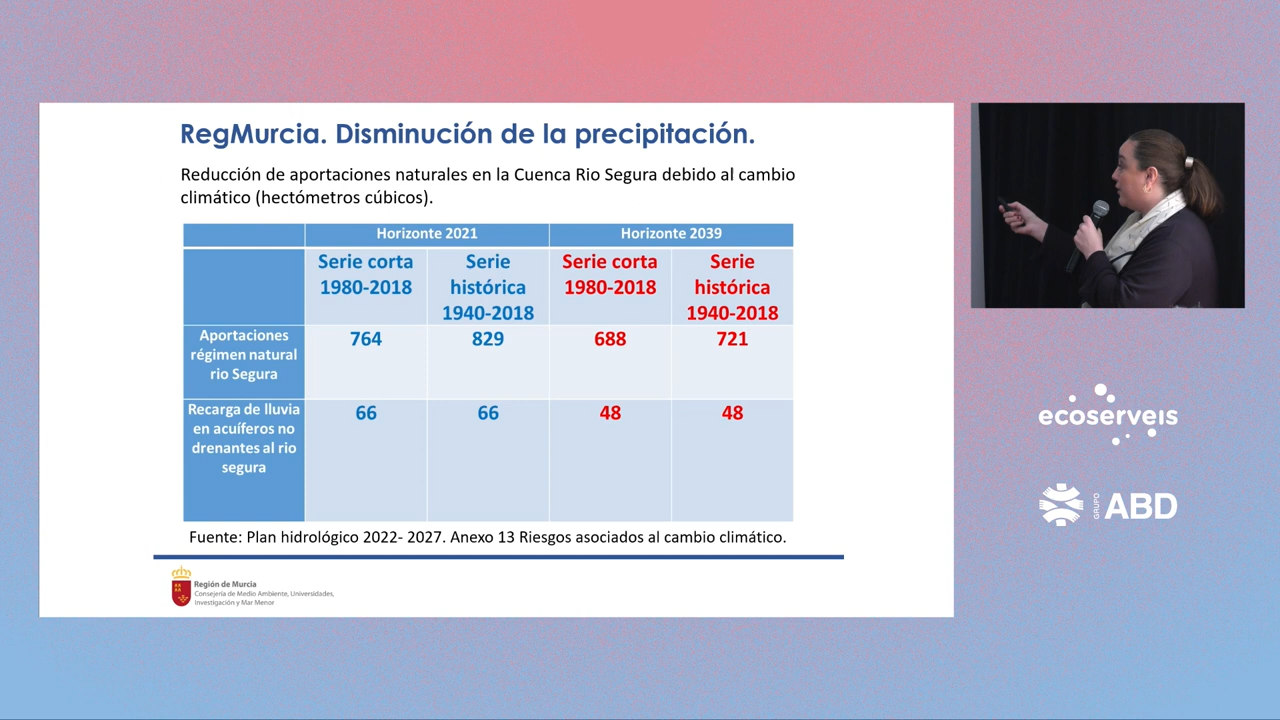 RegMurcia. Disminución de la precipitación.
Reducción de aportaciones naturales en la Cuenca Rio Segura debido al cambio
climático (hectómetros cúbicos).
Horizonte 2021 Horizonte 2039
Serie corta
1980-2018
Serie
histórica
1940-2018
Serie corta
1980-2018
Serie
histórica
1940-2018
Aportaciones
régimen natural
rio Segura
764 829 688 721
Recarga de lluvia
en acuíferos no
drenantes al rio
segura
66 66 48 48
Fuente: Plan hidrológico 2022- 2027. Anexo 13 Riesgos asociados al cambio climático.
Región de Murcia
Consejería de Medio Ambiente, Universidades,
Investigación y Mar Menor
ecoserveis
GRUPO
ABD